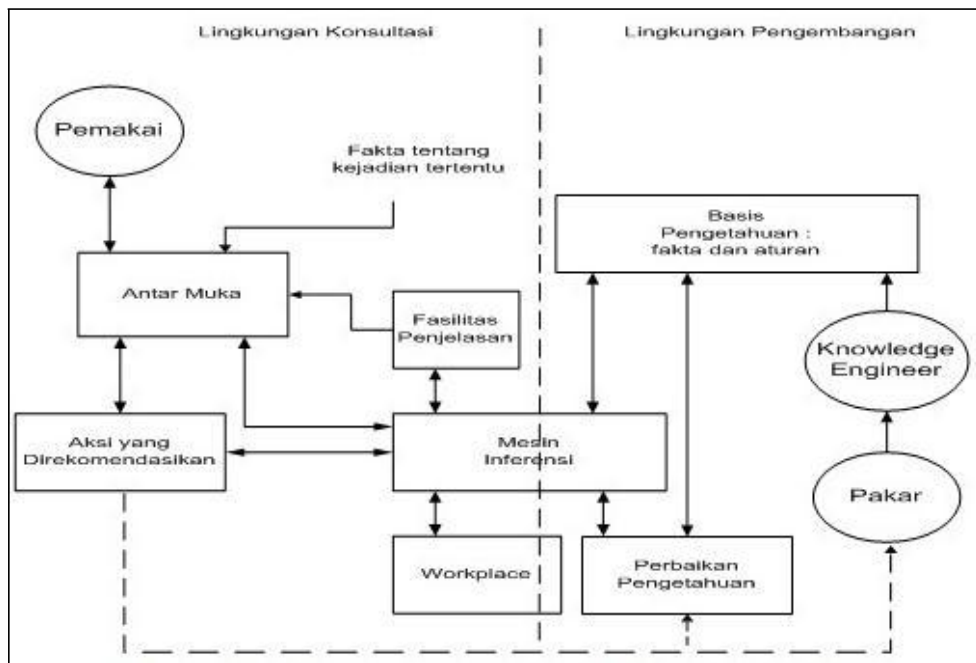 Lingkungan Konsultasi
Lingkungan Pengembangan
Pemakai
Fakta tentang
kejadian tertentu
Basis
Pengetahuan :
fakta dan aturan
Antar Muka
Fasilitas
Penjelasan
Knowledge
Engineer
Aksi yang
Direkomendasikan
Mesin
Inferensi
Pakar
Workplace
Perbaikan
Pengetahuan